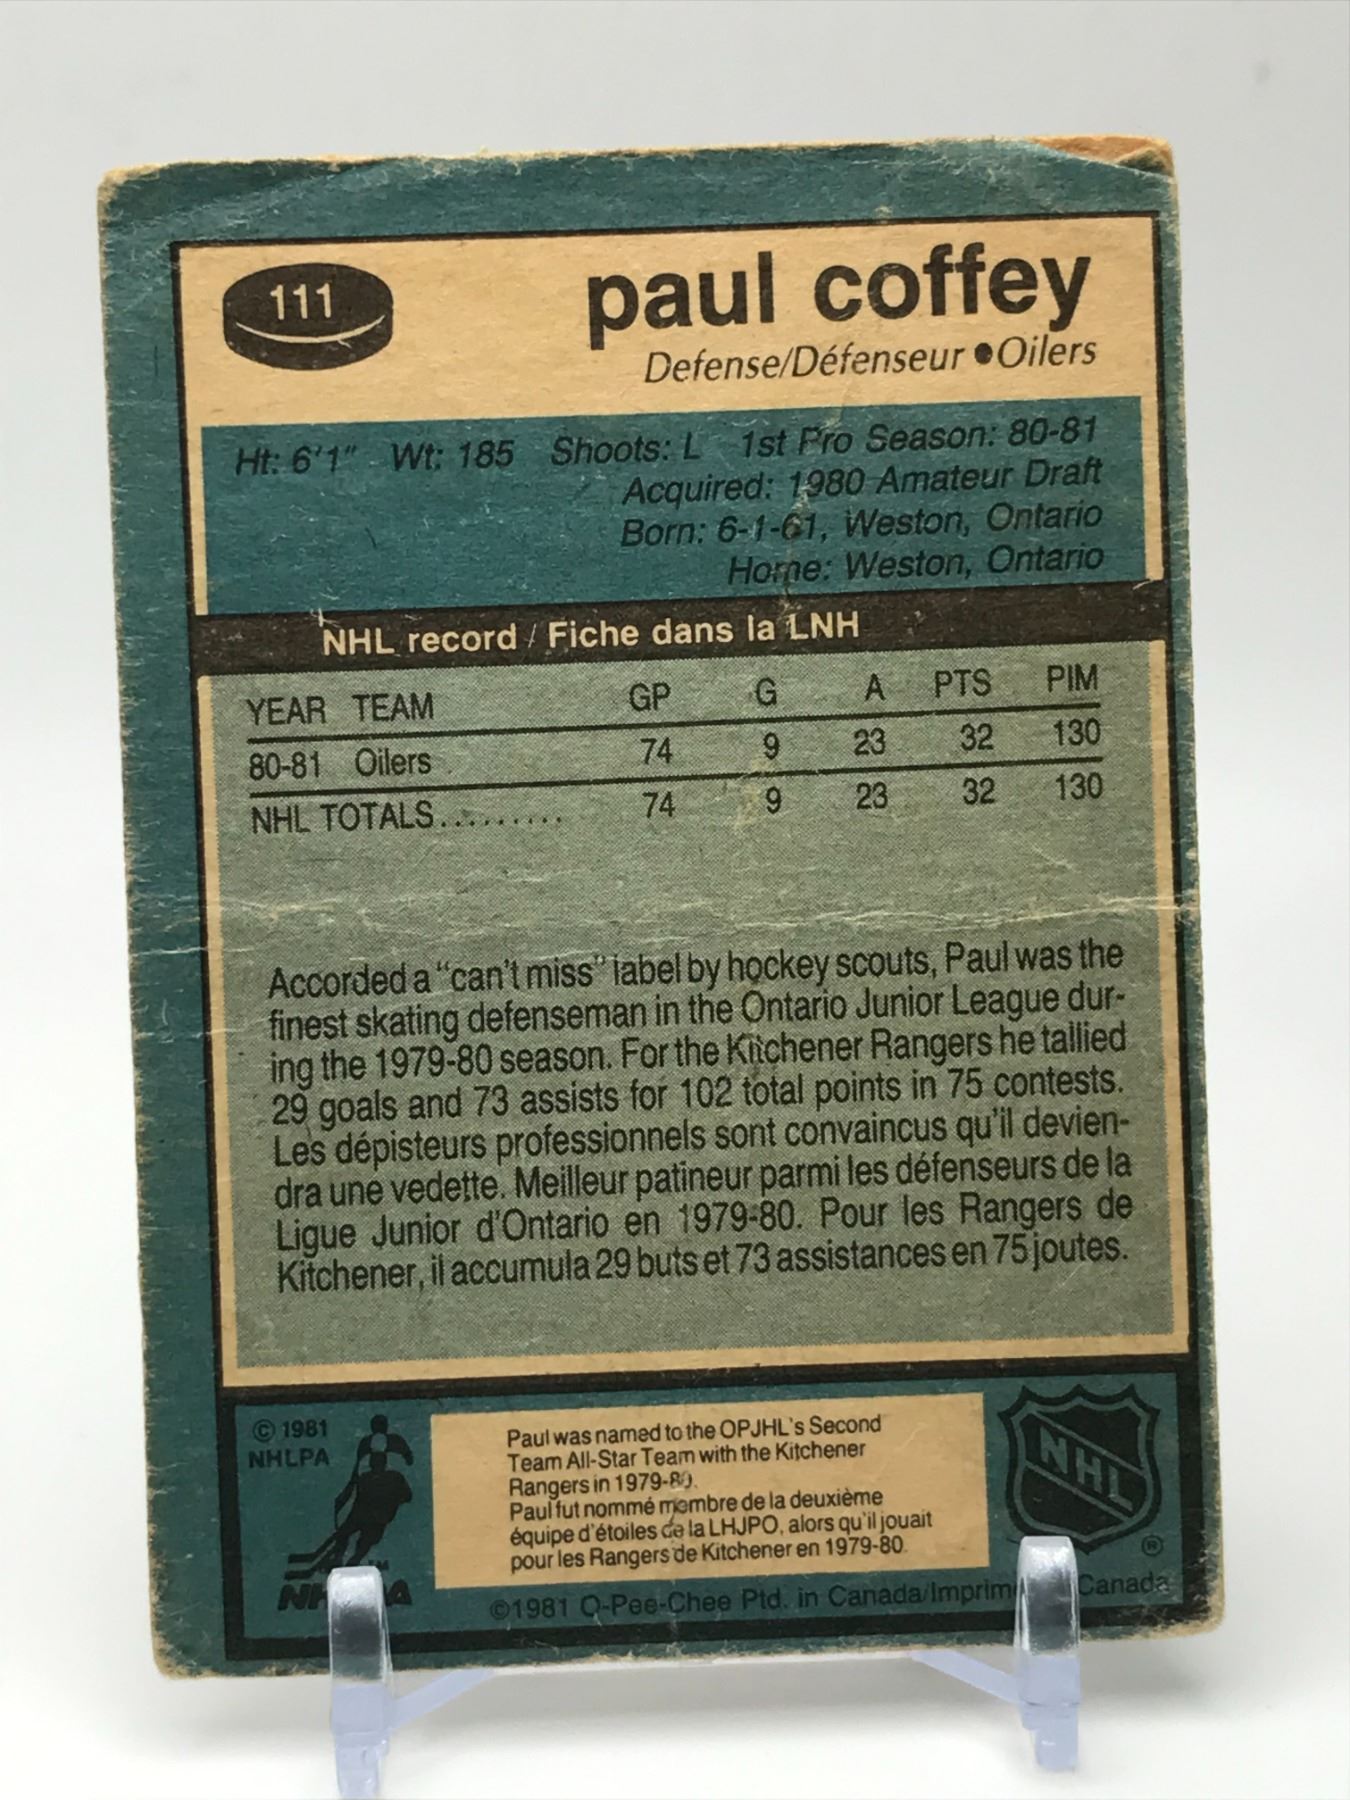 111
paul coffey
Defense/Défenseur ● Oilers
Ht: 6'1" Wt: 185 Shoots: L 1st Pro Season: 80-81
Acquired: 1980 Amateur Draft
Born: 6-1-61, Weston, Ontario
Home: Weston, Ontario
NHL record / Fiche dans la LNH
YEAR TEAM GP G A PTS PIM
80-81 Oilers 74 9 23 32 130
NHL TOTALS......... 74 9 23 32 130
Accorded a "can't miss" label by hockey scouts, Paul was the
finest skating defenseman in the Ontario Junior League dur-
ing the 1979-80 season. For the Kitchener Rangers he tallied
29 goals and 73 assists for 102 total points in 75 contests.
Les dépisteurs professionnels sont convaincus qu'il devien-
dra une vedette. Meilleur patineur parmi les défenseurs de la
Ligue Junior d'Ontario en 1979-80. Pour les Rangers de
Kitchener, il accumula 29 buts et 73 assistances en 75 joutes.
© 1981
NHLPA
Paul was named to the OPJHL's Second
Team All-Star Team with the Kitchener
Rangers in 1979-80.
Paul fut nommé membre de la deuxième
équipe d'étoiles de la LHJPO, alors qu'il jouait
pour les Rangers de Kitchener en 1979-80.
NHL
®
©1981 O-Pee-Chee Ptd. in Canada/Imprim Canada